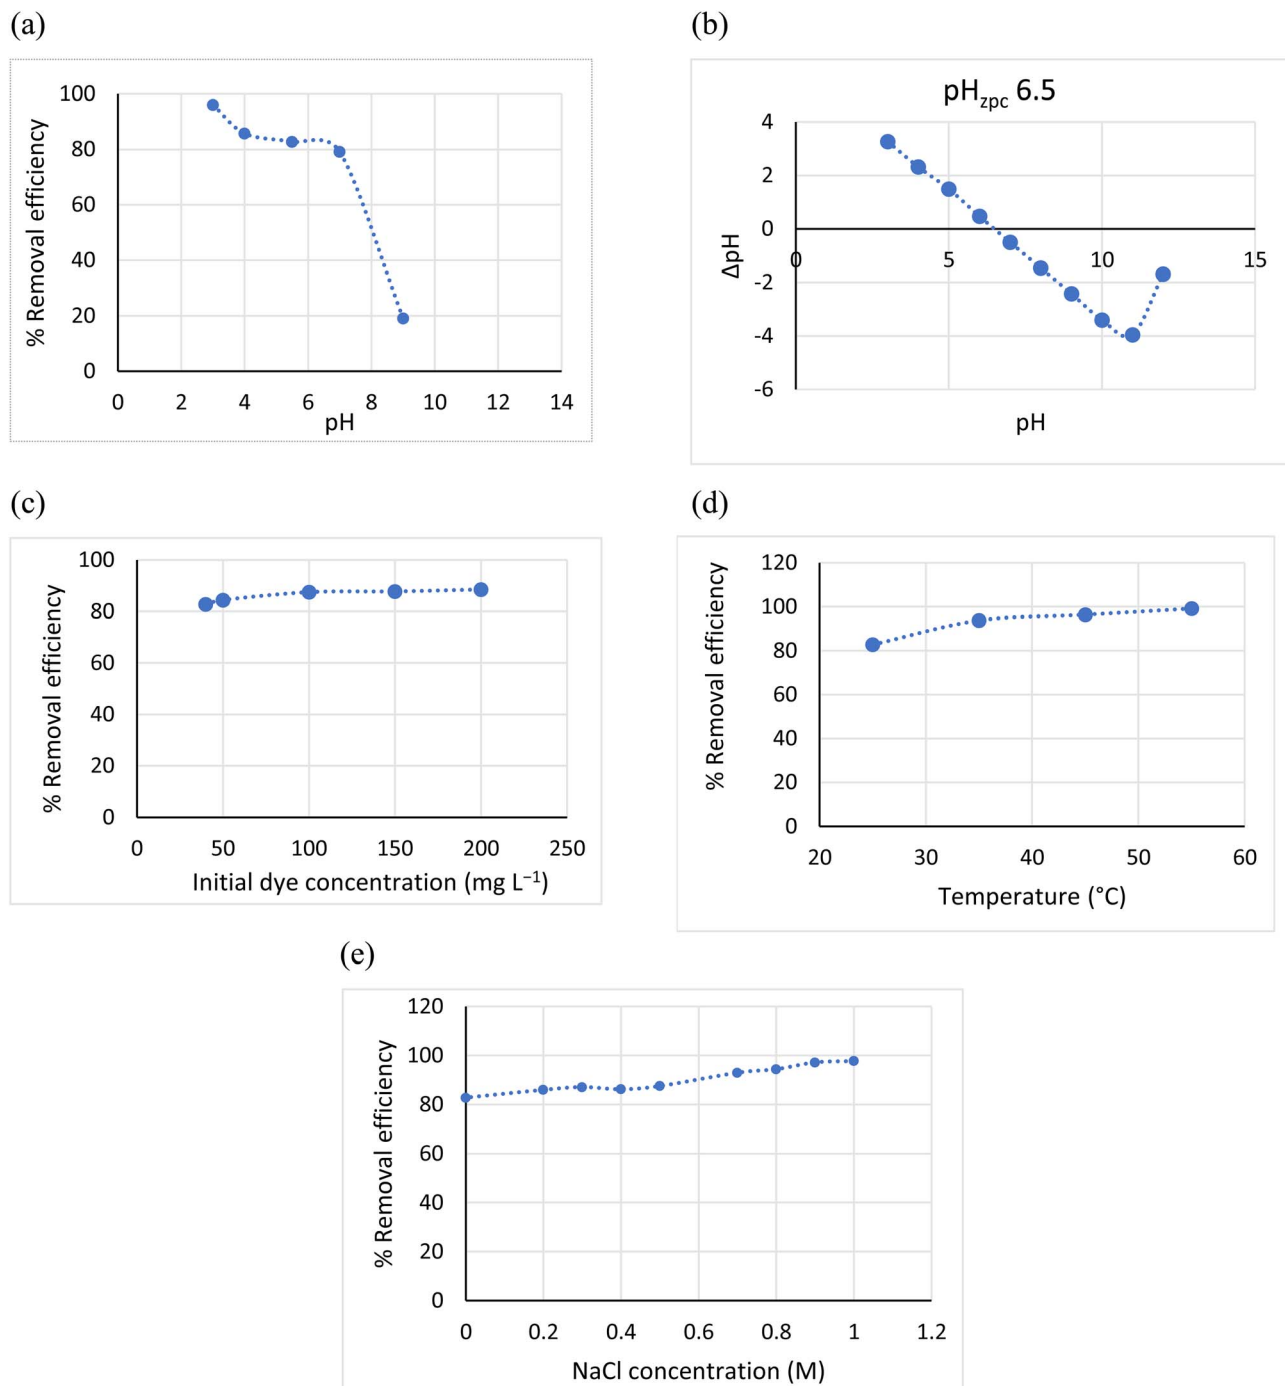 (a)
100
80
60
40
20
0
% Removal efficiency
0 2 4 6 8 10 12 14
pH
(b)
pHzpc 6.5
4
2
0
-2
-4
-6
ΔpH
0 5 10 15
pH
(c)
100
80
60
40
20
0
% Removal efficiency
0 50 100 150 200 250
Initial dye concentration (mg L⁻¹)
(d)
120
100
80
60
40
20
0
% Removal efficiency
20 30 40 50 60
Temperature (°C)
(e)
120
100
80
60
40
20
0
% Removal efficiency
0 0.2 0.4 0.6 0.8 1 1.2
NaCl concentration (M)